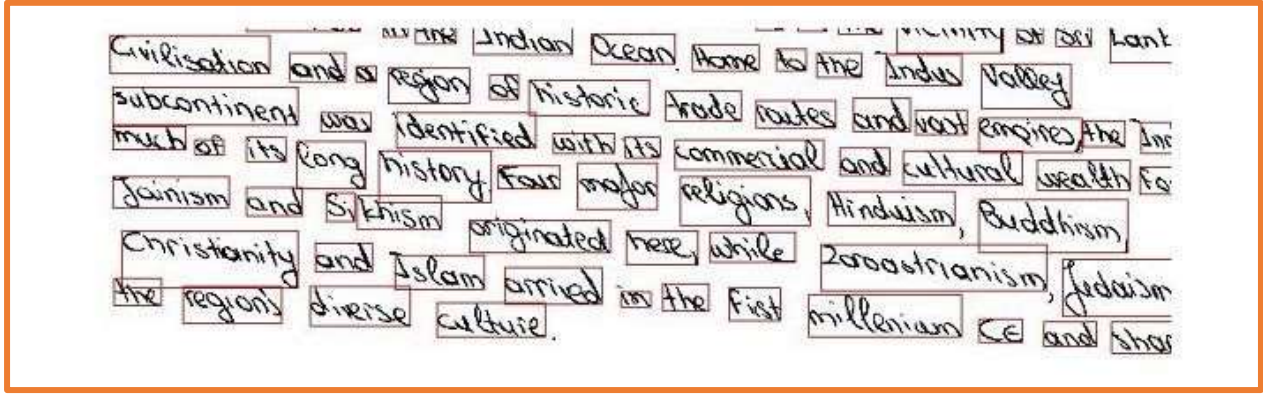 the vicinity of Sri Lank
in the Indian Ocean. Home to the Indus Valley
Civilisation and a region of historic trade routes and vast empires, the
subcontinent was identified with its commercial and cultural wealth fo
much of its long history. Four major religions, Hinduism, Buddhism,
Jainism and Sikhism originated here, while Zoroastrianism, Judaism
Christianity and Islam arrived in the Fist millenium CE and shap
the region's diverse culture.